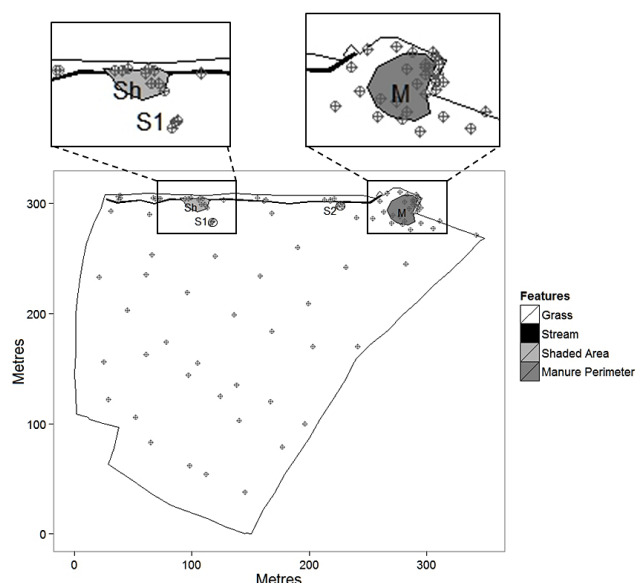 Sh
S1
M
300
Sh
S1
S2
M
200
100
0
Metres
0
100
200
300
Metres
Features
Grass
Stream
Shaded Area
Manure Perimeter